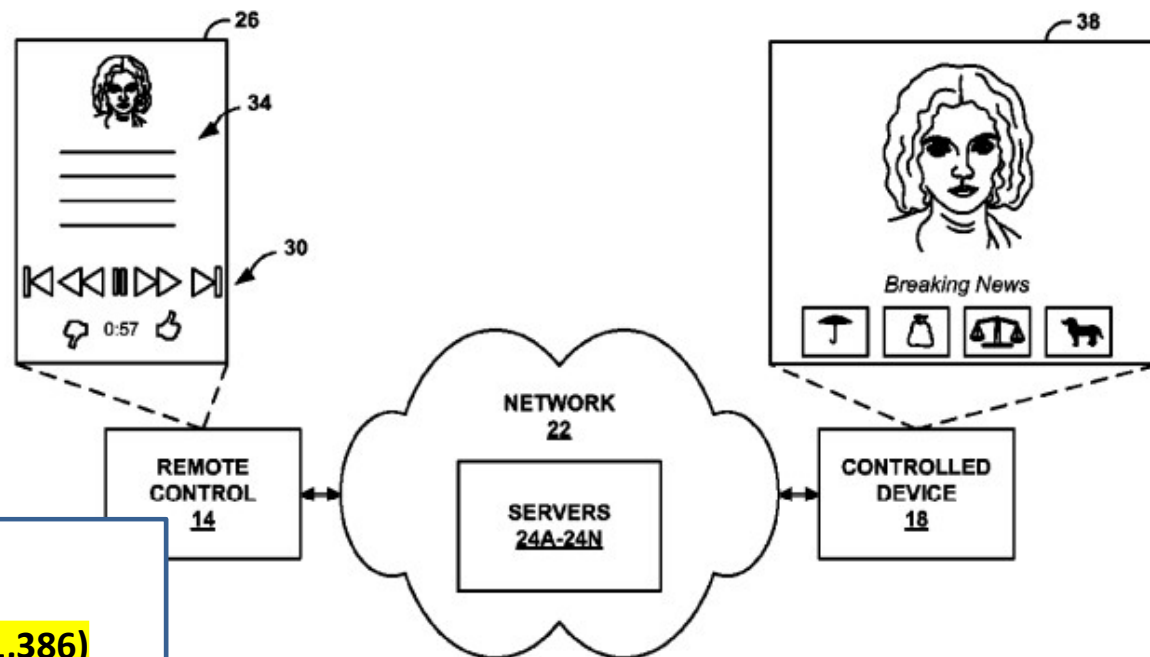 26
38
34
30
0:57
Breaking News
NETWORK
22
REMOTE
CONTROL
14
SERVERS
24A-24N
CONTROLLED
DEVICE
18
.386)